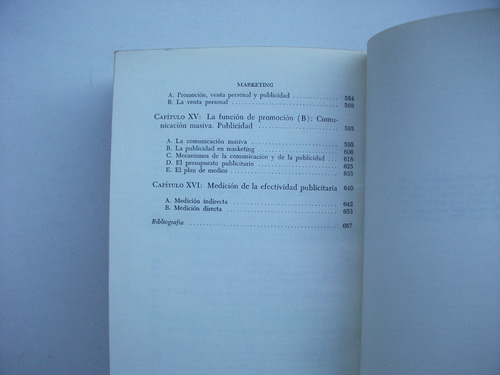 MARKETING
A. Promoción, venta personal y publicidad .................... 564
B. La venta personal .................... 569
CAPÍTULO XV: La función de promoción (B): Comu-
nicación masiva. Publicidad .................... 595
A. La comunicación masiva .................... 595
B. La publicidad en marketing .................... 606
C. Mecanismos de la comunicación y de la publicidad .... 618
D. El presupuesto publicitario .................... 625
E. El plan de medios .................... 635
CAPÍTULO XVI: Medición de la efectividad publicitaria 640
A. Medición indirecta .................... 642
B. Medición directa .................... 653
Bibliografía .................... 667